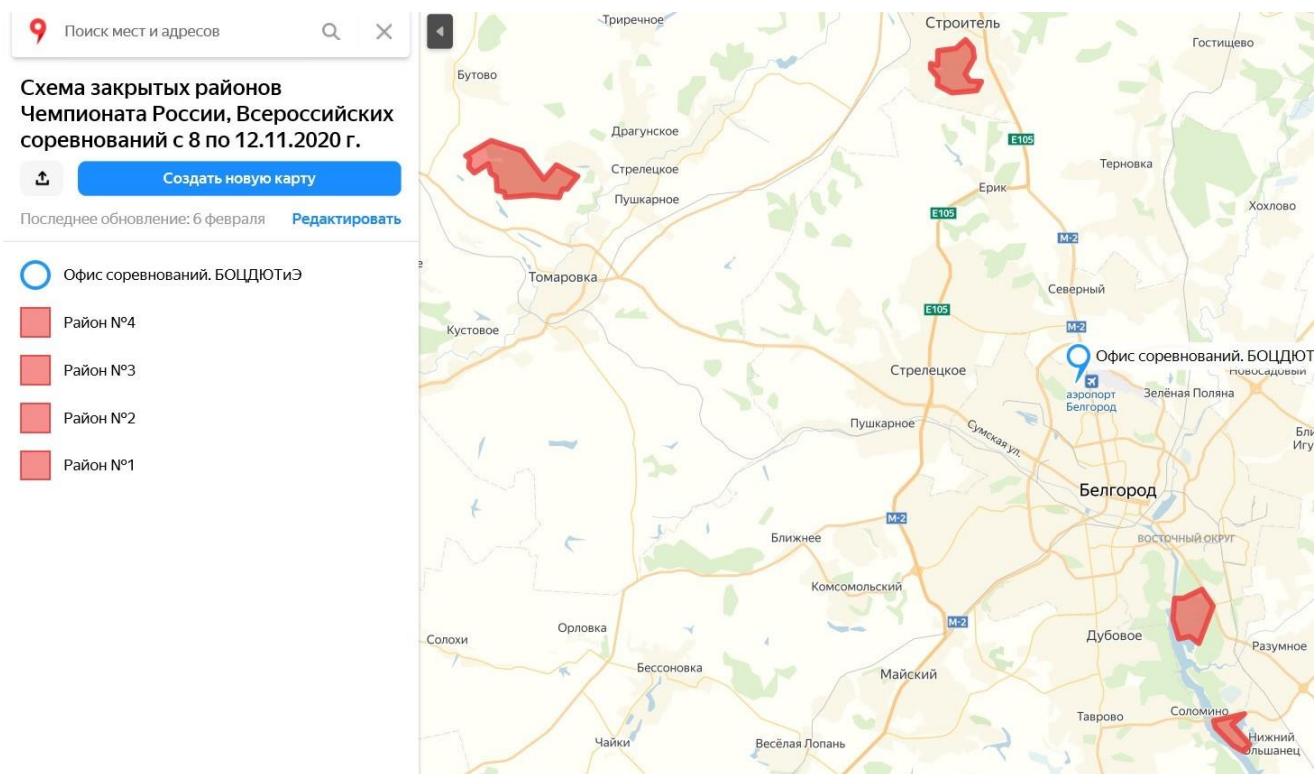 Поиск мест и адресов
Схема закрытых районов
Чемпионата России, Всероссийских
соревнований с 8 по 12.11.2020 г.
Создать новую карту
Последнее обновление: 6 февраля Редактировать
Офис соревнований. БОЦДЮТиЭ
Район №4
Район №3
Район №2
Район №1
Триречное
Строитель
Гостищево
Бутово
Драгунское
E105
Стрелецкое
Терновка
Пушкарное
Ерик
Хохлово
E105
М-2
Томаровка
Северный
E105
Кустовое
М-2
Офис соревнований. БОЦДЮТ
Стрелецкое
Новосадовый
аэропорт
Белгород
Зелёная Поляна
Пушкарное
Сумская ул.
Бли
Игу
Белгород
М-2
Ближнее
ВОСТОЧНЫЙ ОКРУГ
Комсомольский
Орловка
М-2
Солохи
Дубовое
Разумное
Бессоновка
Майский
Соломино
Таврово
Чайки
Весёлая Лопань
Нижний
Ольшанец